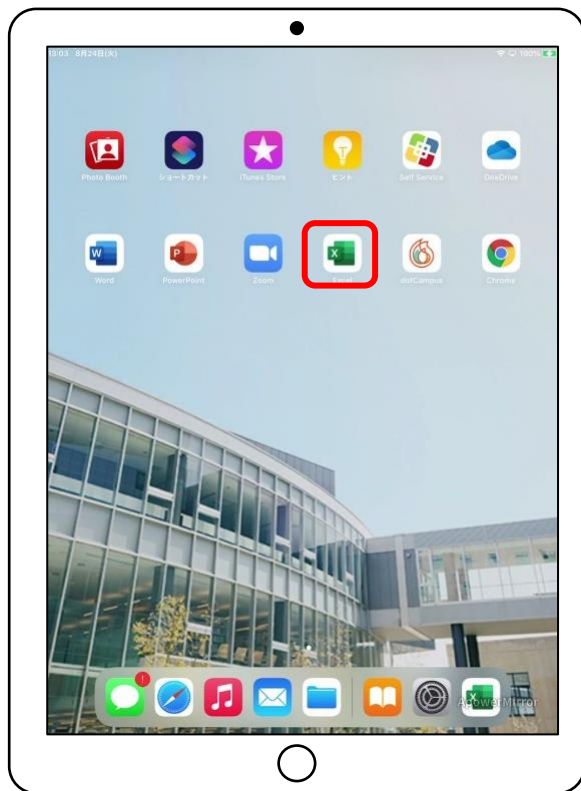 13:03 8月24日(火)
100%
Photo Booth
ショートカット
iTunes Store
ヒント
Self Service
OneDrive
W
Word
P
PowerPoint
Zoom
X
Excel
dotCampus
Chrome
!
X
ApowerMirror